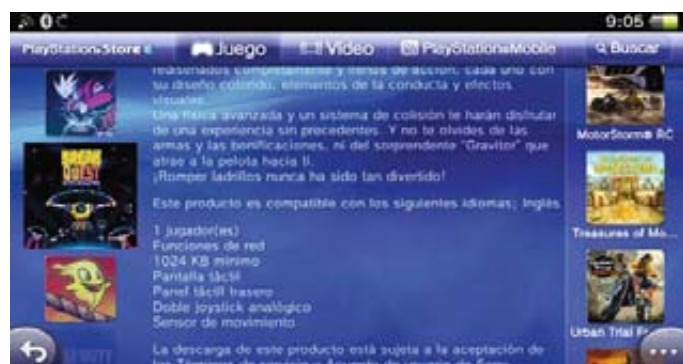 9:05
PlayStation Store
Juego
Vídeo
PlayStation Mobile
Buscar
rediseñados completamente y llenos de acción, cada uno con
su diseño colorido, elementos de la conducta y efectos
visuales.
Una física avanzada y un sistema de colisión te harán disfrutar
de una experiencia sin precedentes. Y no te olvides de las
armas y las bonificaciones, ni del sorprendente "Gravitor" que
atrae a la pelota hacia ti.
¡Romper ladrillos nunca ha sido tan divertido!
Este producto es compatible con los siguientes idiomas: Inglés
1 jugador(es)
Funciones de red
1024 KB mínimo
Pantalla táctil
Panel táctil trasero
Doble joystick analógico
Sensor de movimiento
La descarga de este producto está sujeta a la aceptación de
BREAK
QUEST
MotorStorm® RC
Treasures of Mo...
Urban Trial